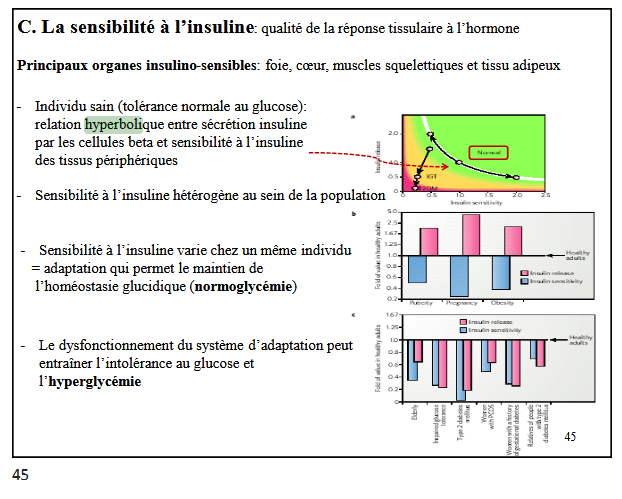 C. La sensibilité à l'insuline: qualité de la réponse tissulaire à l'hormone
Principaux organes insulino-sensibles: foie, cœur, muscles squelettiques et tissu adipeux
- Individu sain (tolérance normale au glucose):
relation hyperbolique entre sécrétion insuline
par les cellules beta et sensibilité à l'insuline
des tissus périphériques
- Sensibilité à l'insuline hétérogène au sein de la population
- Sensibilité à l'insuline varie chez un même individu
= adaptation qui permet le maintien de
l'homéostasie glucidique (normoglycémie)
- Le dysfonctionnement du système d'adaptation peut
entraîner l'intolérance au glucose et
l'hyperglycémie
a
Insulin release
2.0
1.0
0.5
0
Normal
IGT
T2DM
0 0.5 1.0 1.5 2.0 2.5
Insulin sensitivity
b
Fold of value in healthy adults
5.0
2.5
1.67
1.25
1.0
0.8
0.6
0.4
0.2
Healthy
adults
Insulin release
Insulin sensitivity
Puberty Pregnancy Obesity
c
Fold of value in healthy adults
1.67
1.25
1.0
0.8
0.6
0.4
0.2
0
Insulin release
Insulin sensitivity
Healthy
adults
Elderly
Impaired glucose
tolerance
Type 2 diabetes
mellitus
Women
with PCOS
Women with a history
of gestational diabetes
Relatives of people
with type 2
diabetes mellitus
45
45